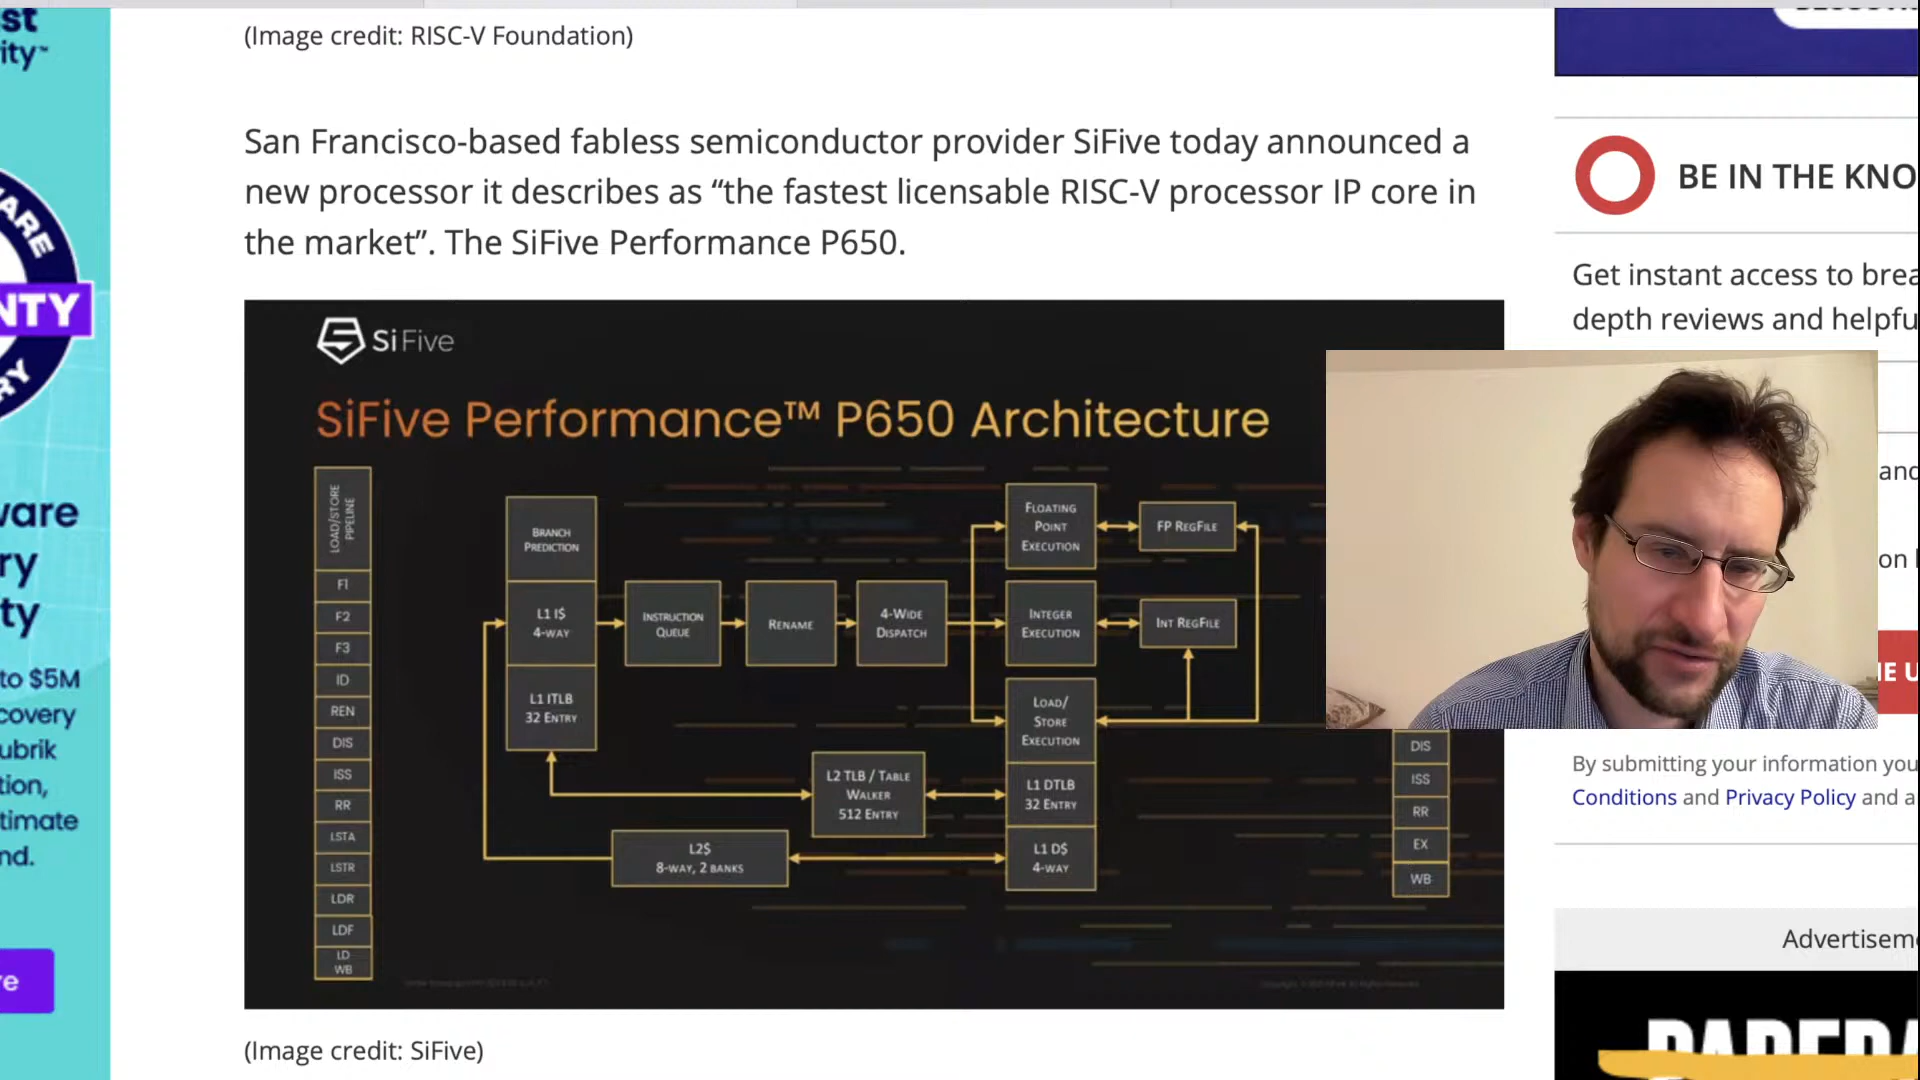 st
ity™
(Image credit: RISC-V Foundation)
San Francisco-based fabless semiconductor provider SiFive today announced a
new processor it describes as “the fastest licensable RISC-V processor IP core in
the market”. The SiFive Performance P650.
BE IN THE KNO
Get instant access to brea
depth reviews and helpfu
and
on
E U
By submitting your information you
Conditions and Privacy Policy and a
Advertisem
NTY
to $5M
covery
ubrik
tion,
timate
nd.
re
SiFive
SiFive Performance™ P650 Architecture
LOAD/STORE
PIPELINE
F1
F2
F3
ID
REN
DIS
ISS
RR
LSTA
LSTR
LDR
LDF
LD
WB
BRANCH
PREDICTION
L1 I$
4-WAY
L1 ITLB
32 ENTRY
INSTRUCTION
QUEUE
RENAME
4-WIDE
DISPATCH
FLOATING
POINT
EXECUTION
FP REGFILE
INTEGER
EXECUTION
INT REGFILE
LOAD/
STORE
EXECUTION
L1 DTLB
32 ENTRY
L1 D$
4-WAY
L2 TLB / TABLE
WALKER
512 ENTRY
L2$
8-WAY, 2 BANKS
DIS
ISS
RR
EX
WB
(Image credit: SiFive)